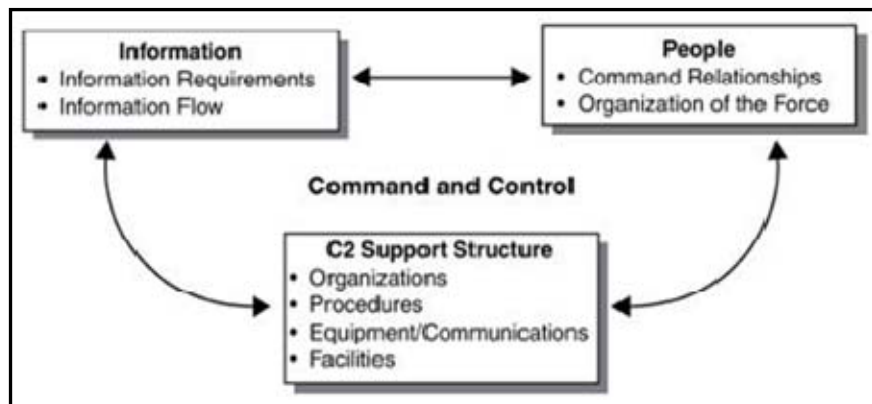 Information
• Information Requirements
• Information Flow
People
• Command Relationships
• Organization of the Force
Command and Control
C2 Support Structure
• Organizations
• Procedures
• Equipment/Communications
• Facilities